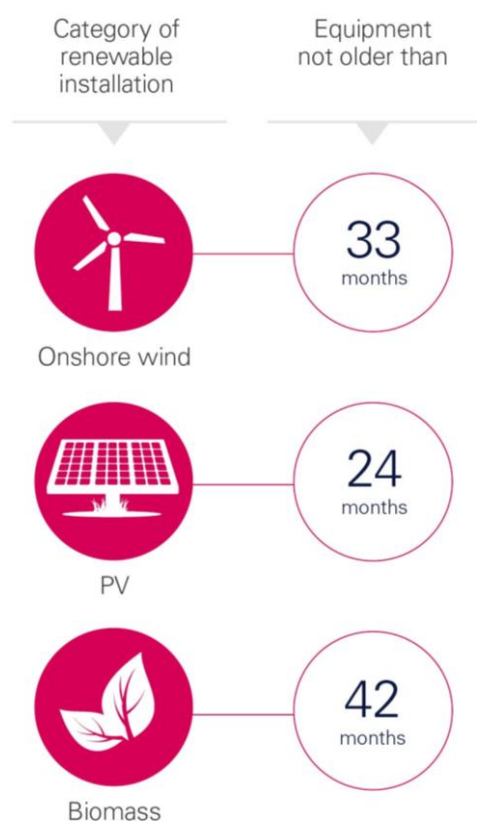 Category of
renewable
installation
Equipment
not older than
33
months
Onshore wind
24
months
PV
42
months
Biomass